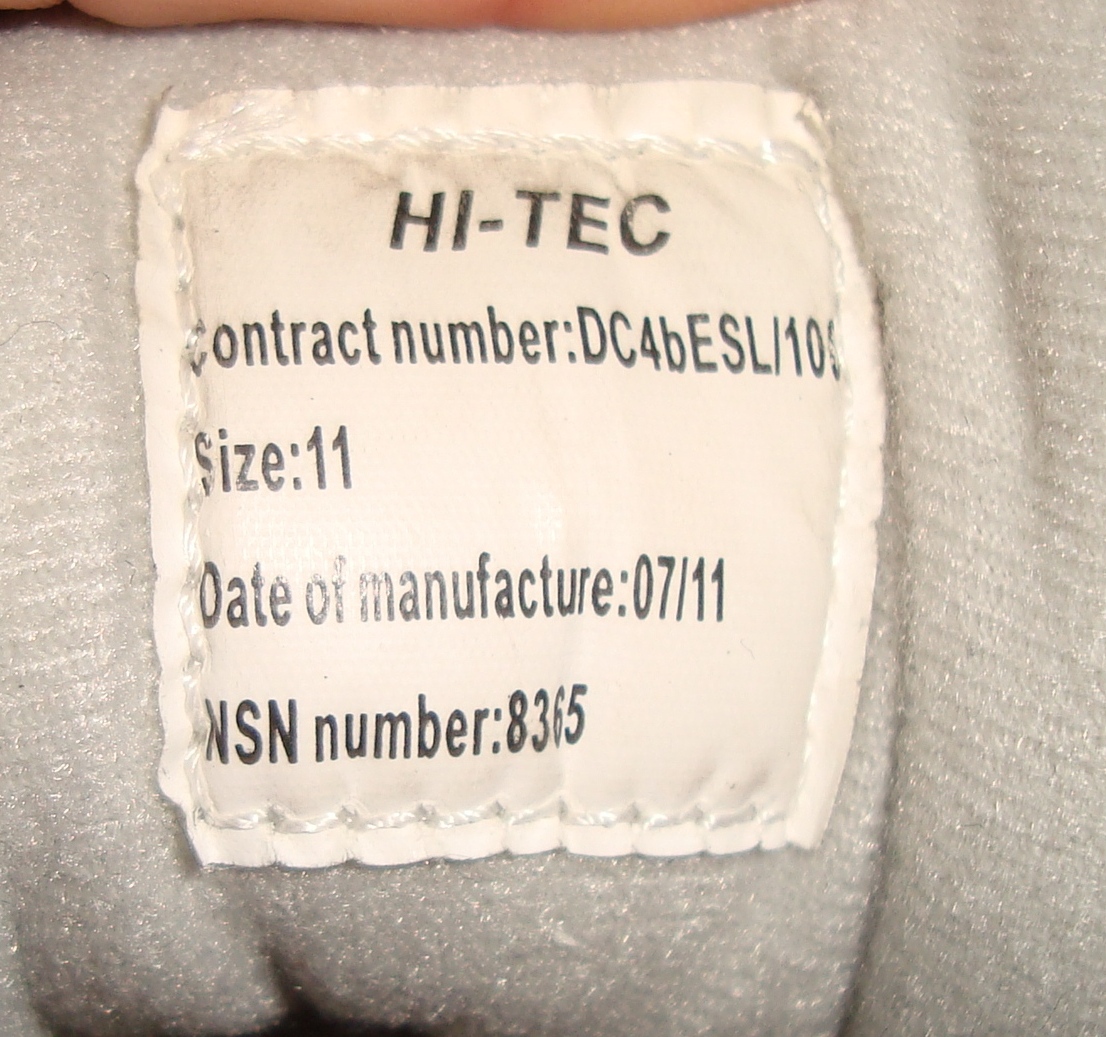 HI-TEC
Contract number:DC4bESL/10
Size:11
Date of manufacture:07/11
NSN number:8365